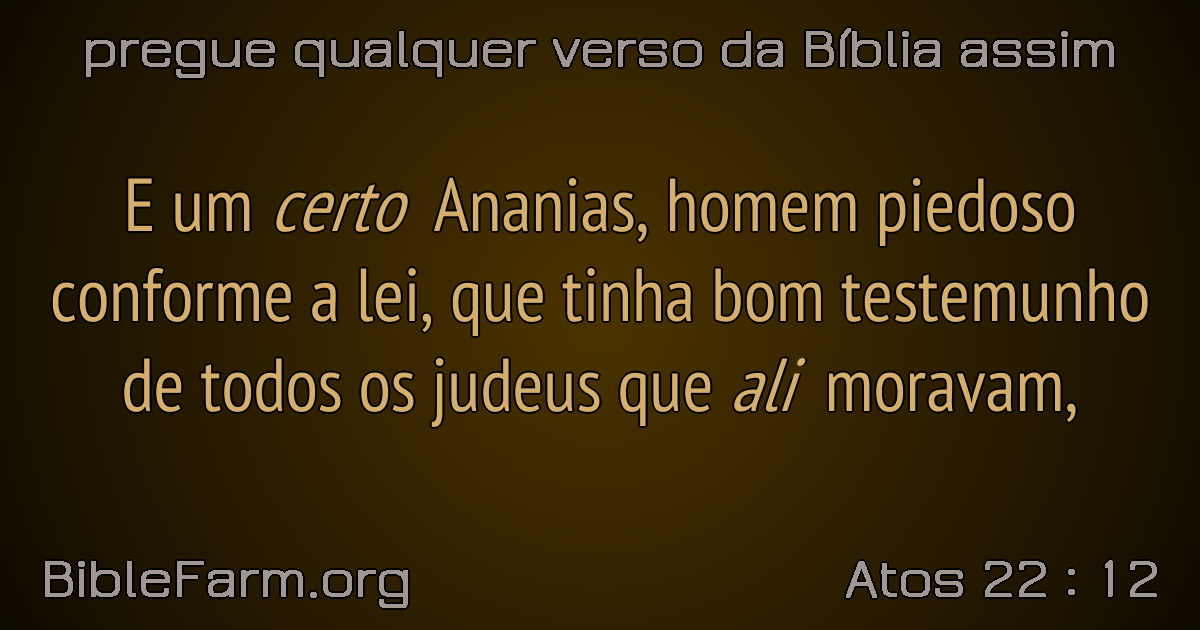 pregue qualquer verso da Bíblia assim
E um certo Ananias, homem piedoso
conforme a lei, que tinha bom testemunho
de todos os judeus que ali moravam,
BibleFarm.org
Atos 22 : 12